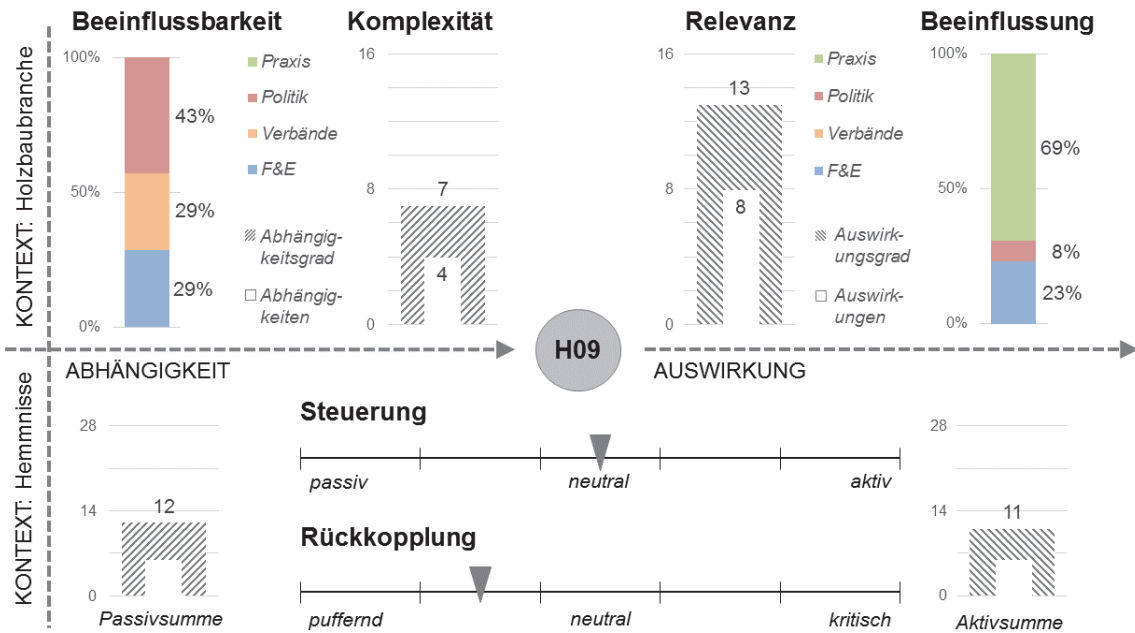 Beeinflussbarkeit
Komplexität
Relevanz
Beeinflussung
KONTEXT: Holzbaubranche
100%
50%
0%
43%
29%
29%
Praxis
Politik
Verbände
F&E
Abhängig-
keitsgrad
Abhängig-
keiten
16
8
0
7
4
16
8
0
13
8
Praxis
Politik
Verbände
F&E
Auswirk-
ungsgrad
Auswirk-
ungen
100%
50%
0%
69%
8%
23%
H09
ABHÄNGIGKEIT
AUSWIRKUNG
KONTEXT: Hemmnisse
28
14
0
12
Passivsumme
Steuerung
passiv
neutral
aktiv
Rückkopplung
puffernd
neutral
kritisch
28
14
0
11
Aktivsumme